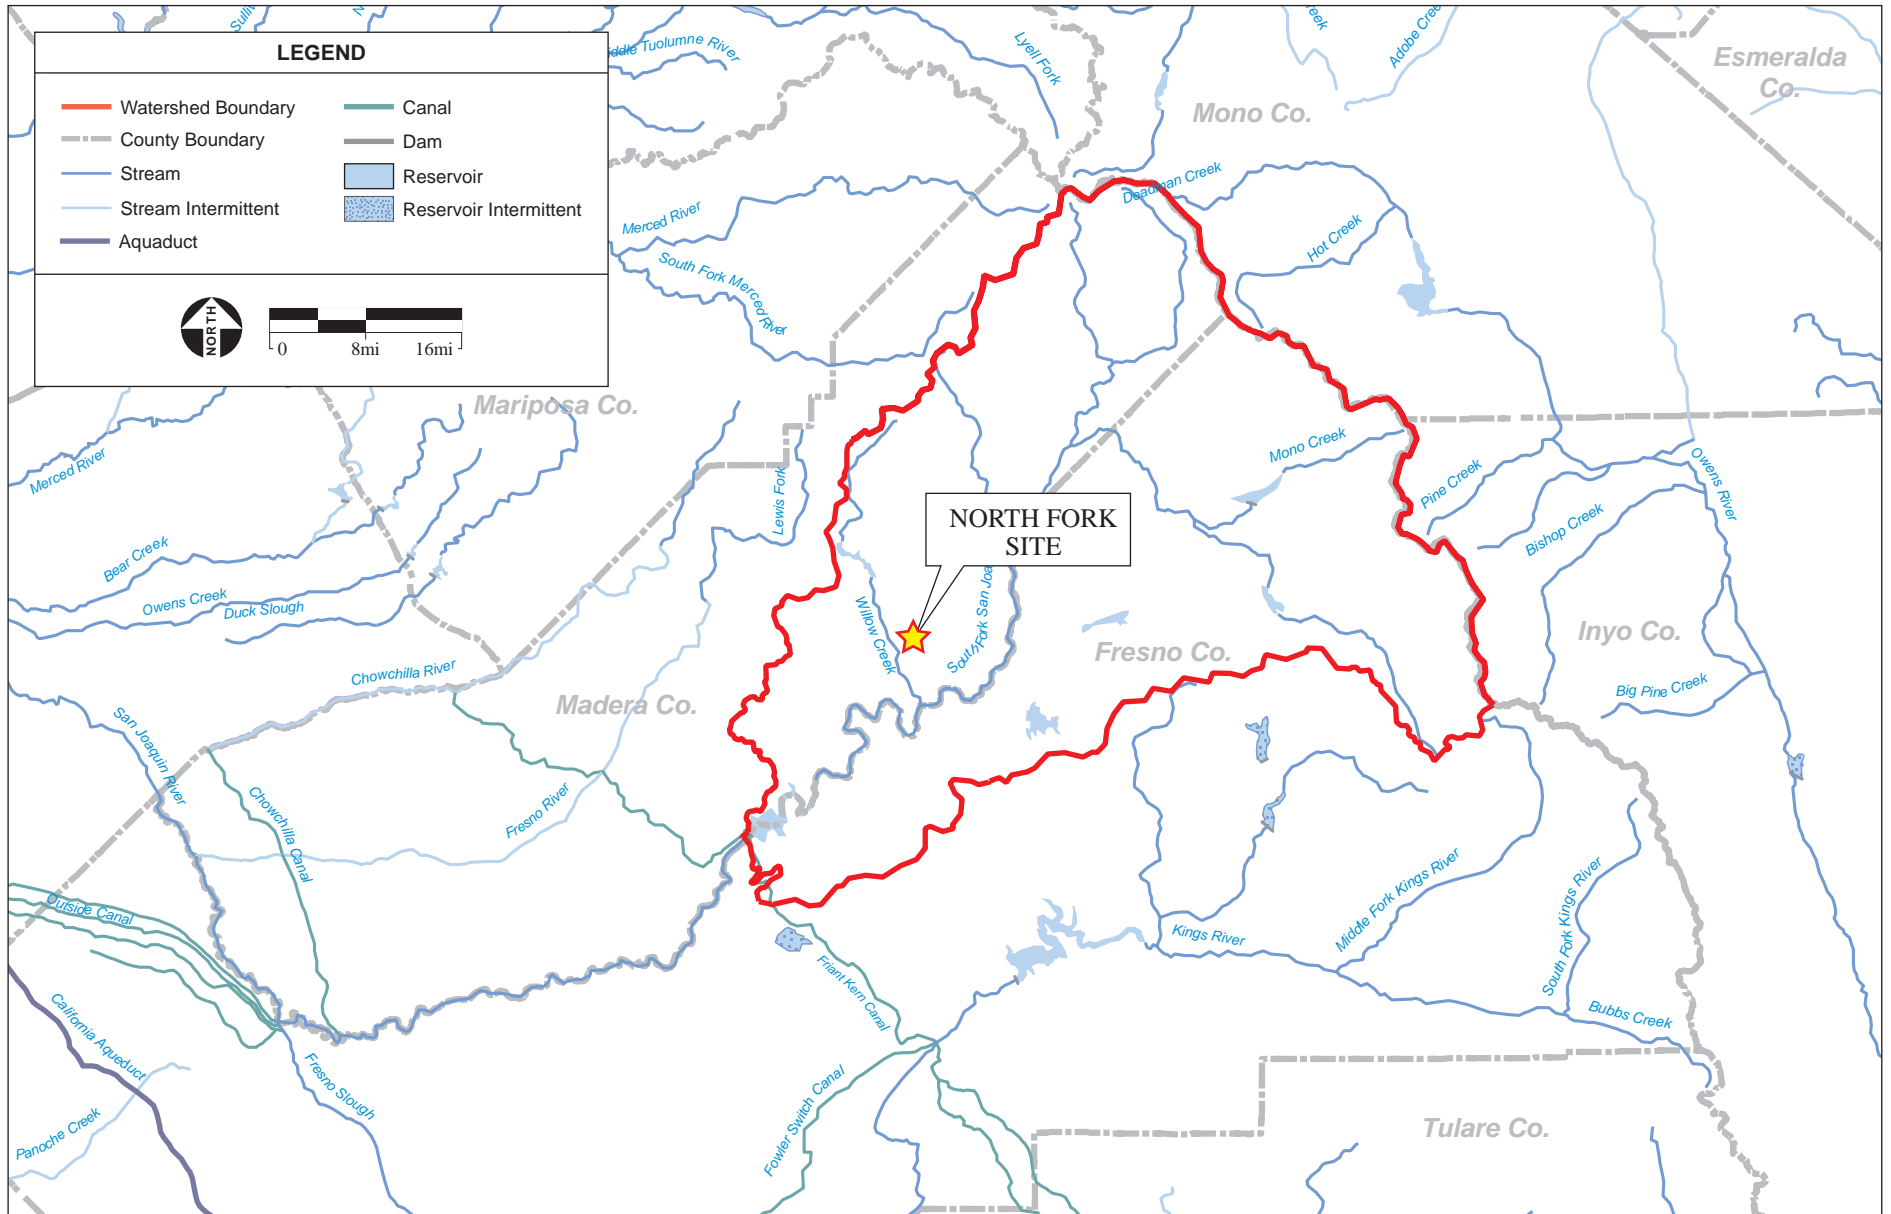 LEGEND
Watershed Boundary
County Boundary
Stream
Stream Intermittent
Aquaduct
Canal
Dam
Reservoir
Reservoir Intermittent
NORTH
0 8mi 16mi
Tuolumne River
Lyell Fork
Adobe
Esmeralda
Co.
Mono Co.
Deadman Creek
Merced River
South Fork Merced River
Hot Creek
Mariposa Co.
Merced River
Lewis Fork
Mono Creek
Pine Creek
Owens River
Bishop Creek
NORTH FORK
SITE
Bear Creek
Owens Creek
Duck Slough
Willow Creek
South Fork San
Fresno Co.
Inyo Co.
Big Pine Creek
Chowchilla River
Madera Co.
San Joaquin River
Chowchilla Canal
Fresno River
Outside Canal
Friant Kern Canal
Kings River
Middle Fork Kings River
South Fork Kings River
Bubbs Creek
California Aqueduct
Fresno Slough
Panoche Creek
Fowler Switch Canal
Tulare Co.